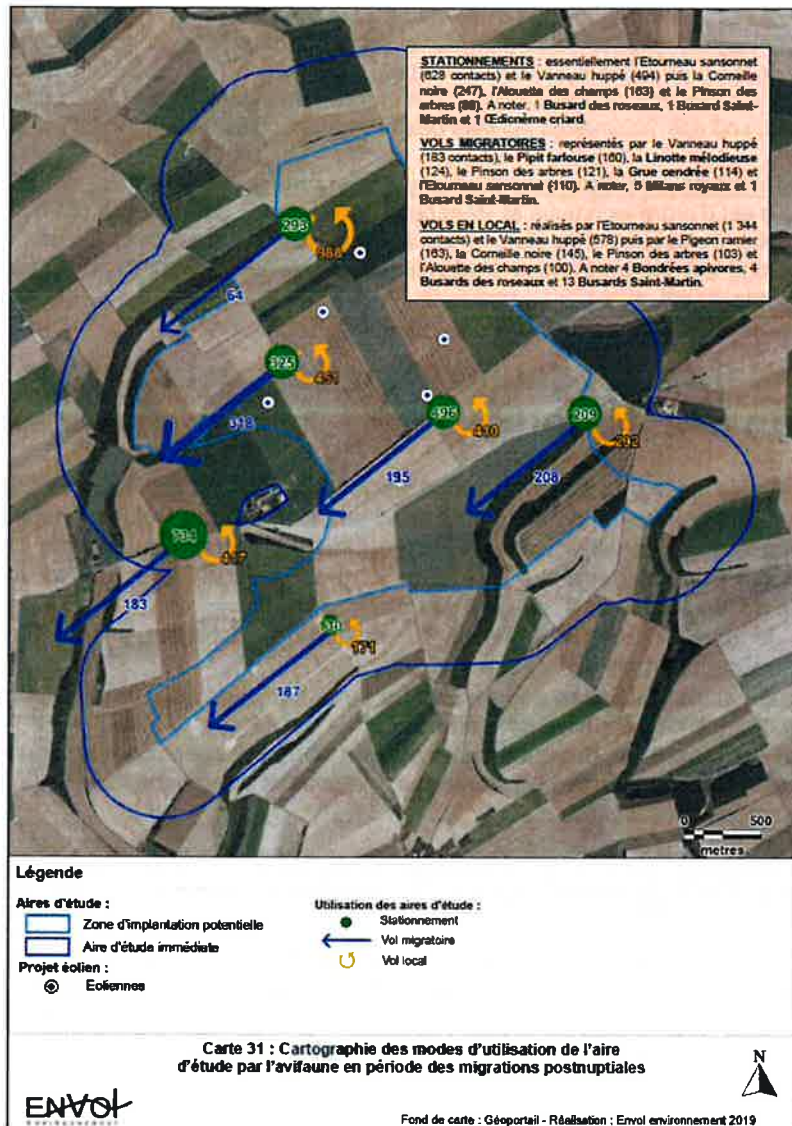 STATIONNEMENTS : essentiellement l'Etourneau sansonnet
(628 contacts) et le Vanneau huppé (494) puis la Corneille
noire (247), l'Alouette des champs (163) et le Pinson des
arbres (88). A noter, 1 Busard des roseaux, 1 Busard Saint-
Martin et 1 Œdicnème criard.
VOLS MIGRATOIRES : représentés par le Vanneau huppé
(183 contacts), le Pipit farlouse (160), la Linotte mélodieuse
(124), le Pinson des arbres (121), la Grue cendrée (114) et
l'Etourneau sansonnet (110). A noter, 5 Milans royaux et 1
Busard Saint-Martin.
VOLS EN LOCAL : réalisés par l'Etourneau sansonnet (1 344
contacts) et le Vanneau huppé (578) puis par le Pigeon ramier
(163), la Corneille noire (145), le Pinson des arbres (103) et
l'Alouette des champs (100). A noter 4 Bondrées apivores, 4
Busards des roseaux et 13 Busards Saint-Martin.
293
64
325
451
318
496
209
292
195
208
734
183
171
187
0 500
metres
Légende
Aires d'étude :
Zone d'implantation potentielle
Aire d'étude immédiate
Projet éolien :
Eoliennes
Utilisation des aires d'étude :
Stationnement
Vol migratoire
Vol local
Carte 31 : Cartographie des modes d'utilisation de l'aire
d'étude par l'avifaune en période des migrations postnuptiales
N
ENVOL
ENVIRONNEMENT
Fond de carte : Géoportail - Réalisation : Envol environnement 2019